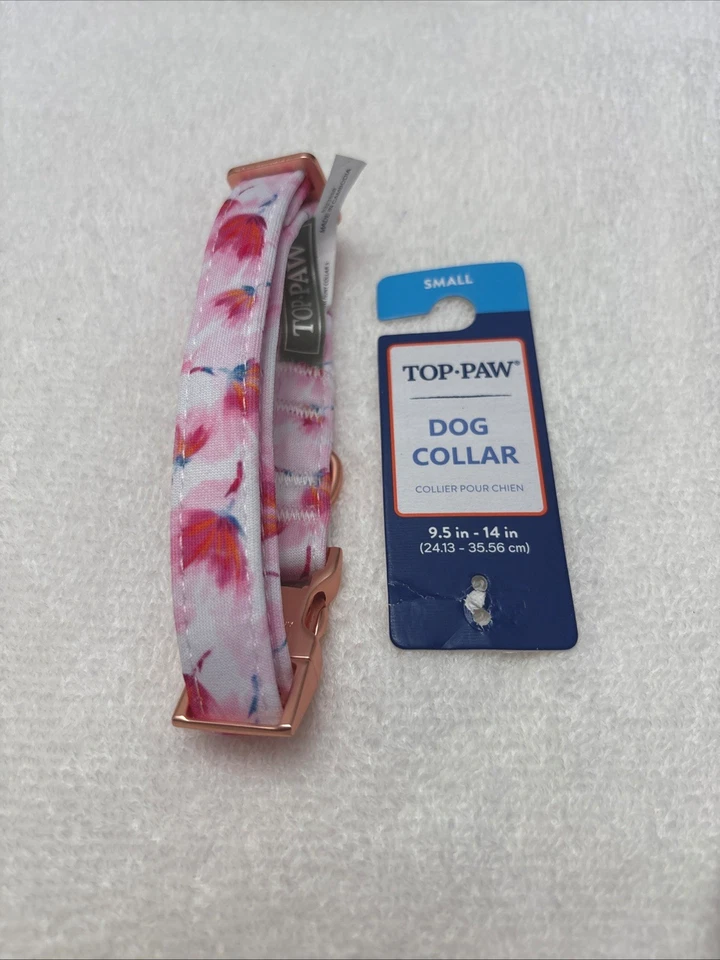 TOP·PAW
SMALL
TOP·PAW®
DOG
COLLAR
COLLIER POUR CHIEN
9.5 in - 14 in
(24.13 - 35.56 cm)